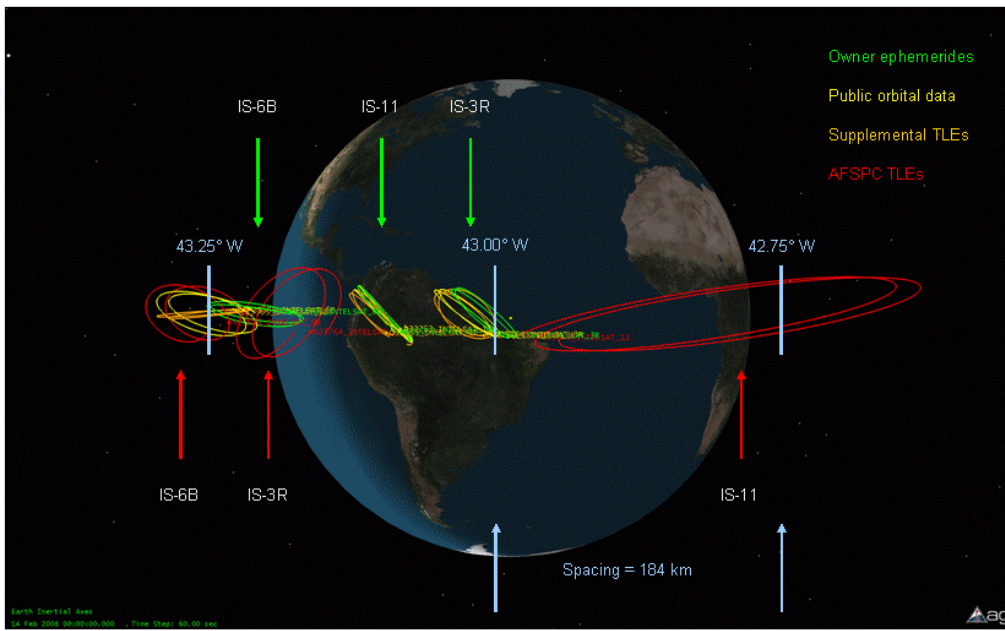 Owner ephemerides
IS-6B
IS-11
IS-3R
Public orbital data
Supplemental TLEs
AFSPC TLEs
43.25° W
43.00° W
42.75° W
IS-6B
IS-3R
IS-11
Spacing = 184 km
Earth Inertial Axes
14 Feb 2008 00:00:00.000 , Time Step: 60.00 sec